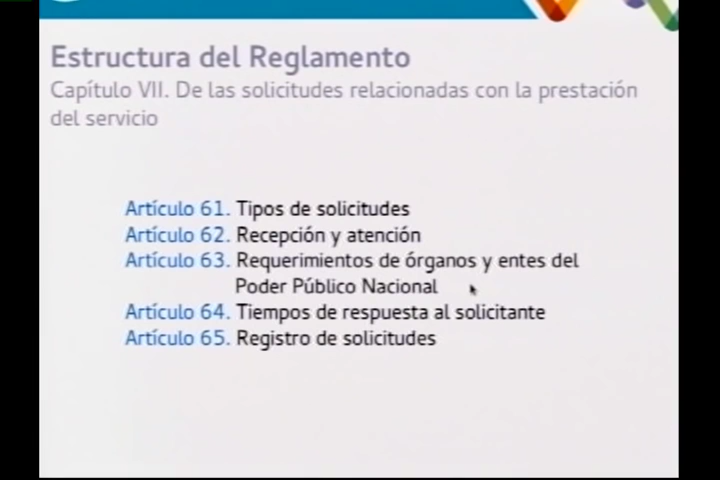 Estructura del Reglamento
Capítulo VII. De las solicitudes relacionadas con la prestación
del servicio
Artículo 61. Tipos de solicitudes
Artículo 62. Recepción y atención
Artículo 63. Requerimientos de órganos y entes del
Poder Público Nacional
Artículo 64. Tiempos de respuesta al solicitante
Artículo 65. Registro de solicitudes